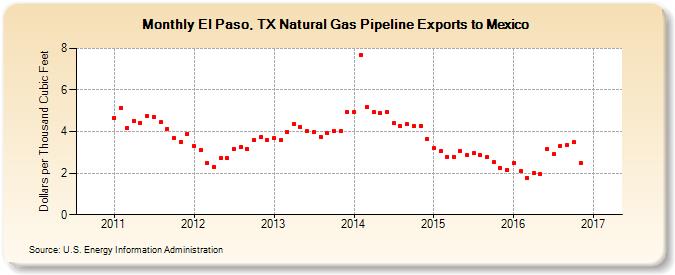 Monthly El Paso, TX Natural Gas Pipeline Exports to Mexico
Dollars per Thousand Cubic Feet
8
6
4
2
0
2011 2012 2013 2014 2015 2016 2017
Source: U.S. Energy Information Administration